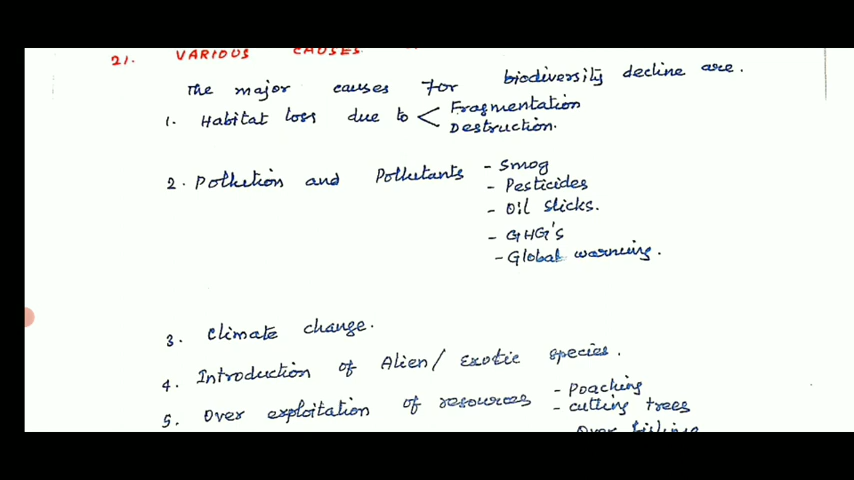 21. VARIOUS CAUSES
The major causes for biodiversity decline are.
1. Habitat loss due to < Fragmentation
Destruction.
2. Pollution and Pollutants - Smog
- Pesticides
- Oil slicks.
- GHG's
- Global warming.
3. Climate change.
4. Introduction of Alien/ Exotic species.
5. Over exploitation of resources - Poaching
- cutting trees
Over fishing